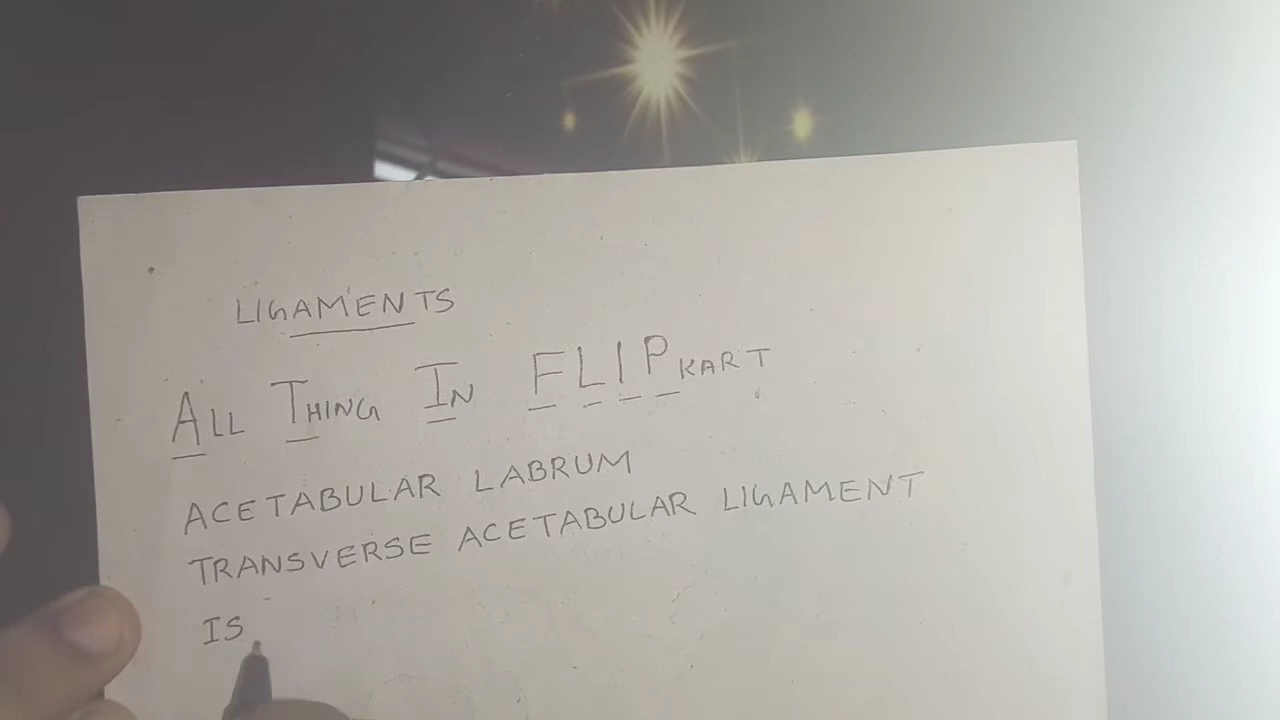 LIGAMENTS
ALL THING IN FLIPKART
ACETABULAR LABRUM
TRANSVERSE ACETABULAR LIGAMENT
IS